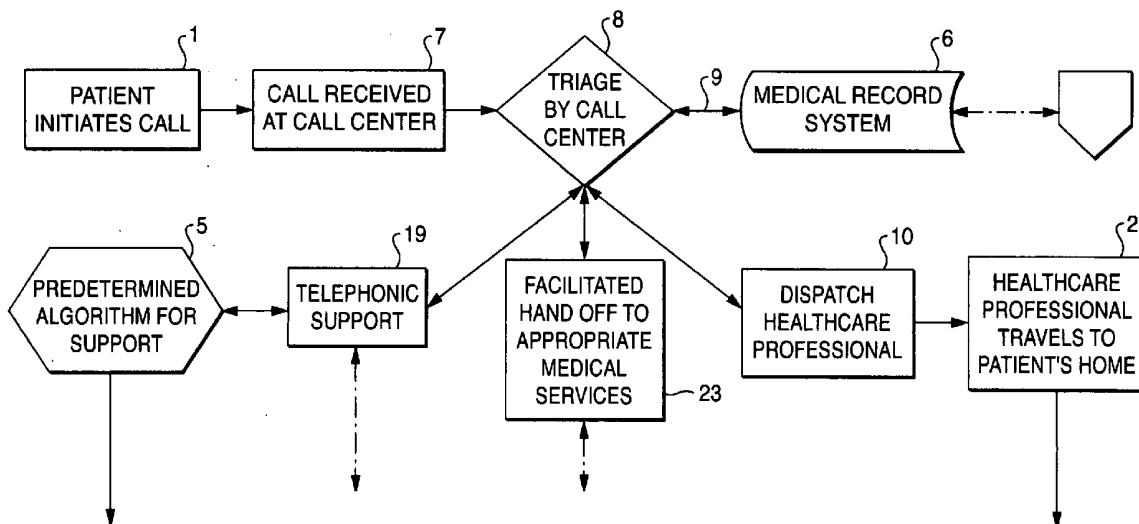 1
PATIENT
INITIATES CALL
7
CALL RECEIVED
AT CALL CENTER
8
TRIAGE
BY CALL
CENTER
9
6
MEDICAL RECORD
SYSTEM
5
PREDETERMINED
ALGORITHM FOR
SUPPORT
19
TELEPHONIC
SUPPORT
FACILITATED
HAND OFF TO
APPROPRIATE
MEDICAL
SERVICES
23
10
DISPATCH
HEALTHCARE
PROFESSIONAL
2
HEALTHCARE
PROFESSIONAL
TRAVELS TO
PATIENT'S HOME